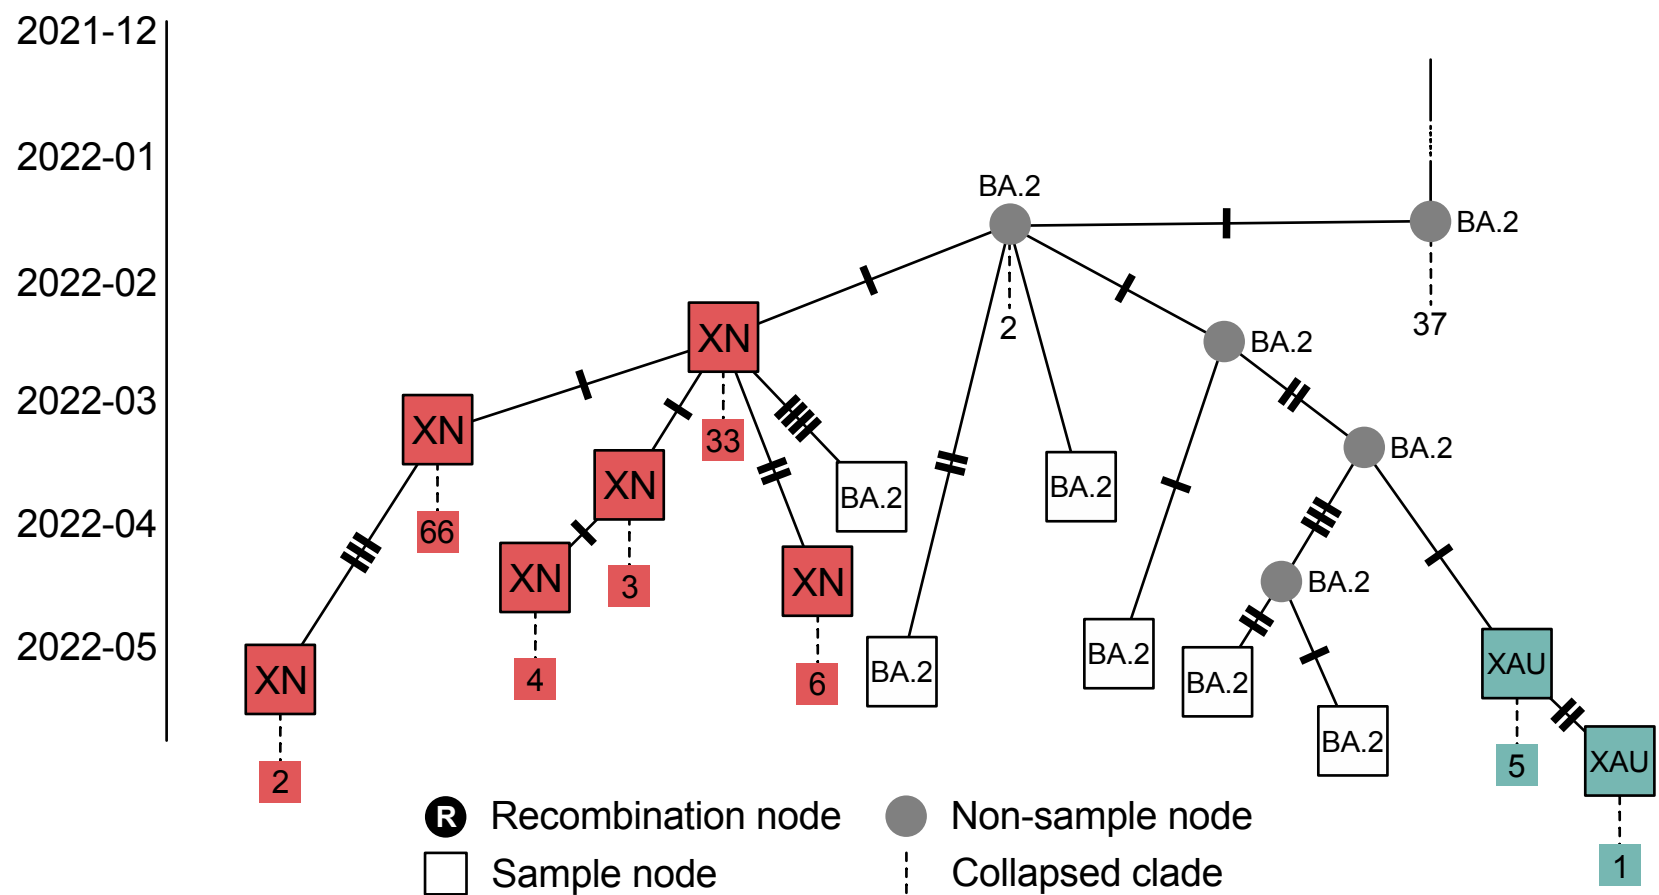 2021-12
2022-01
BA.2
BA.2
2022-02
2
37
XN
BA.2
2022-03
XN
33
BA.2
XN
BA.2
BA.2
2022-04
66
XN
3
XN
BA.2
2022-05
XN
4
6
BA.2
BA.2
BA.2
XAU
BA.2
2
5
XAU
R Recombination node
Non-sample node
Sample node
Collapsed clade
1